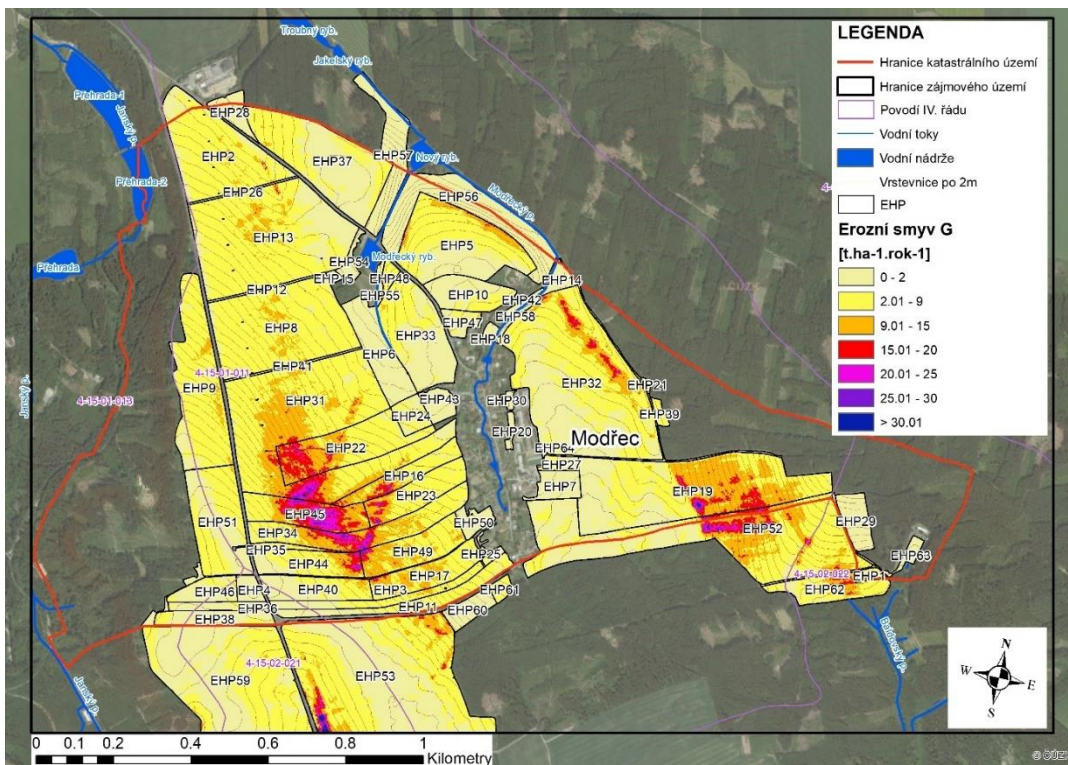 Troubný ryb.
Jakelský ryb.
Přehrada-1
Janský p.
Přehrada-2
EHP28
EHP2
EHP37
EHP57
Nový ryb.
EHP26
EHP56
Modřecký p.
EHP13
EHP5
Přehrada
EHP54
EHP15
Modřecký ryb.
EHP48
EHP14
EHP12
EHP55
EHP10
EHP42
EHP58
EHP47
EHP8
EHP33
EHP18
EHP6
EHP41
4-15-01-011
EHP9
4-15-01-013
Janský p.
EHP31
EHP43
EHP24
EHP30
EHP32
EHP21
EHP39
EHP20
Modřec
EHP22
EHP64
EHP27
EHP16
EHP7
EHP23
EHP19
EHP45
EHP50
EHP52
EHP29
EHP51
EHP34
EHP35
EHP49
EHP25
EHP63
EHP44
EHP17
4-15-02-022
EHP1
EHP62
EHP46
EHP4
EHP40
EHP3
EHP61
EHP36
EHP11
EHP60
EHP38
Baldovský p.
4-15-02-021
EHP59
EHP53
Janský p.
LEGENDA
Hranice katastrálního území
Hranice zájmového území
Povodí IV. řádu
Vodní toky
Vodní nádrže
Vrstevnice po 2m
EHP
Erozní smyv G
[t.ha-1.rok-1]
0 - 2
2.01 - 9
9.01 - 15
15.01 - 20
20.01 - 25
25.01 - 30
> 30.01
N
W E
S
0 0.1 0.2 0.4 0.6 0.8 1
Kilometry